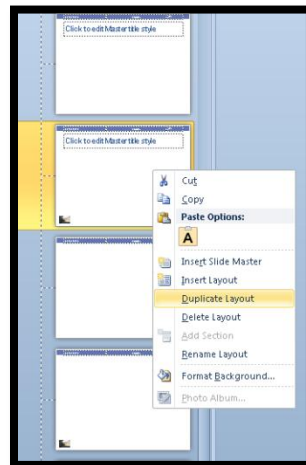 Click to edit Master title style
Click to edit Master title style
Cut
Copy
Paste Options:
A
Insert Slide Master
Insert Layout
Duplicate Layout
Delete Layout
Add Section
Rename Layout
Format Background...
Photo Album...